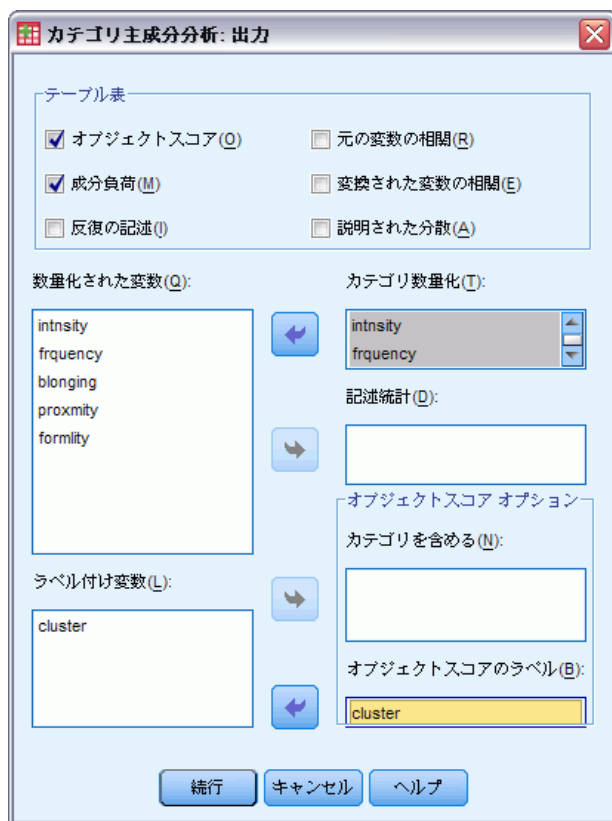 カテゴリ主成分分析: 出力
テーブル表
オブジェクトスコア(O)
元の変数の相関(R)
成分負荷(M)
変換された変数の相関(E)
反復の記述(I)
説明された分散(A)
数量化された変数(Q):
intnsity
frquency
blonging
proxmity
formlity
カテゴリ数量化(T):
intnsity
frquency
記述統計(D):
オブジェクトスコア オプション
カテゴリを含める(N):
ラベル付け変数(L):
cluster
オブジェクトスコアのラベル(B):
cluster
続行
キャンセル
ヘルプ